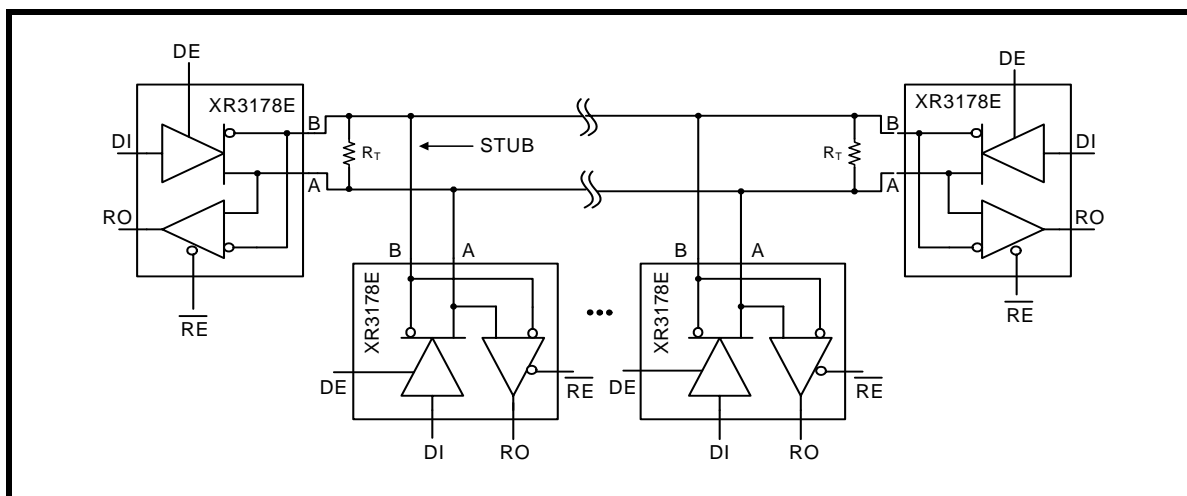 DE
DE
XR3178E
XR3178E
B
B
DI
DI
R_T
STUB
R_T
A
A
RO
RO
B
A
B
A
RE
RE
XR3178E
•••
XR3178E
DE
RE
DE
RE
DI
RO
DI
RO